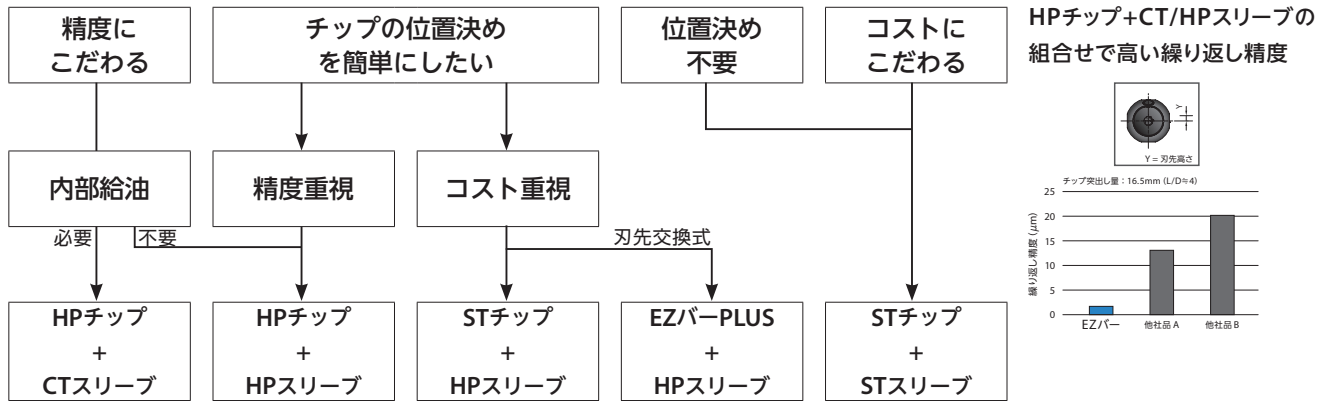 精度に
こだわる
チップの位置決め
を簡単にしたい
位置決め
不要
コストに
こだわる
内部給油
精度重視
コスト重視
必要
不要
刃先交換式
HPチップ
+
CTスリーブ
HPチップ
+
HPスリーブ
STチップ
+
HPスリーブ
EZバーPLUS
+
HPスリーブ
STチップ
+
STスリーブ
HPチップ+CT/HPスリーブの
組合せで高い繰り返し精度
Y
Y = 刃先高さ
チップ突出し量:16.5mm (L/D≒4)
繰り返し精度 (μm)
25
20
15
10
5
0
EZバー
他社品 A
他社品 B